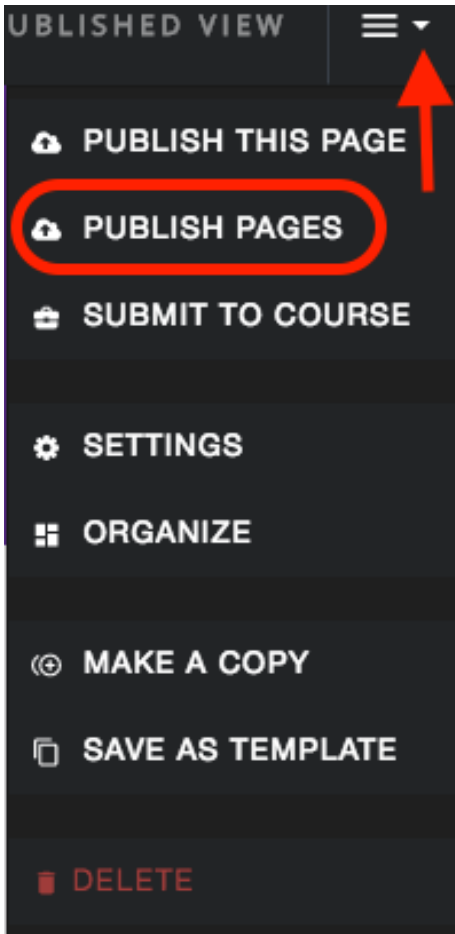 UBLISHED VIEW
PUBLISH THIS PAGE
PUBLISH PAGES
SUBMIT TO COURSE
SETTINGS
ORGANIZE
MAKE A COPY
SAVE AS TEMPLATE
DELETE